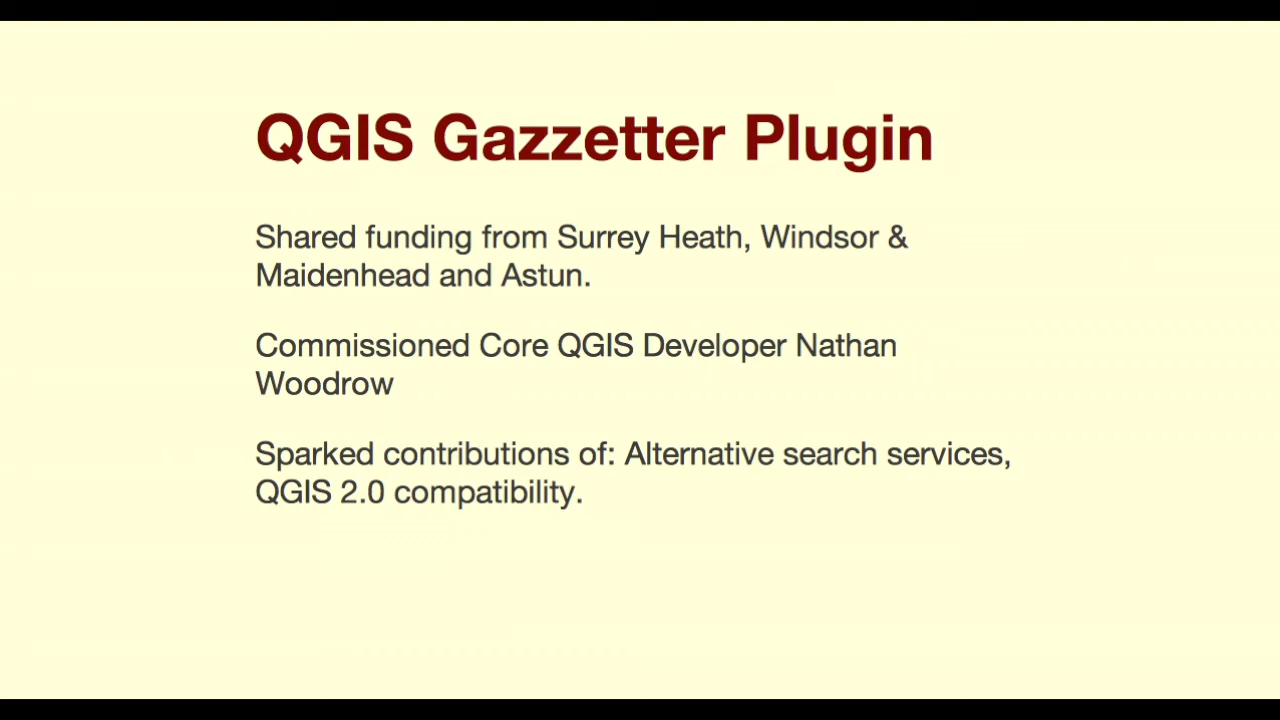 QGIS Gazzetter Plugin
Shared funding from Surrey Heath, Windsor &
Maidenhead and Astun.
Commissioned Core QGIS Developer Nathan
Woodrow
Sparked contributions of: Alternative search services,
QGIS 2.0 compatibility.